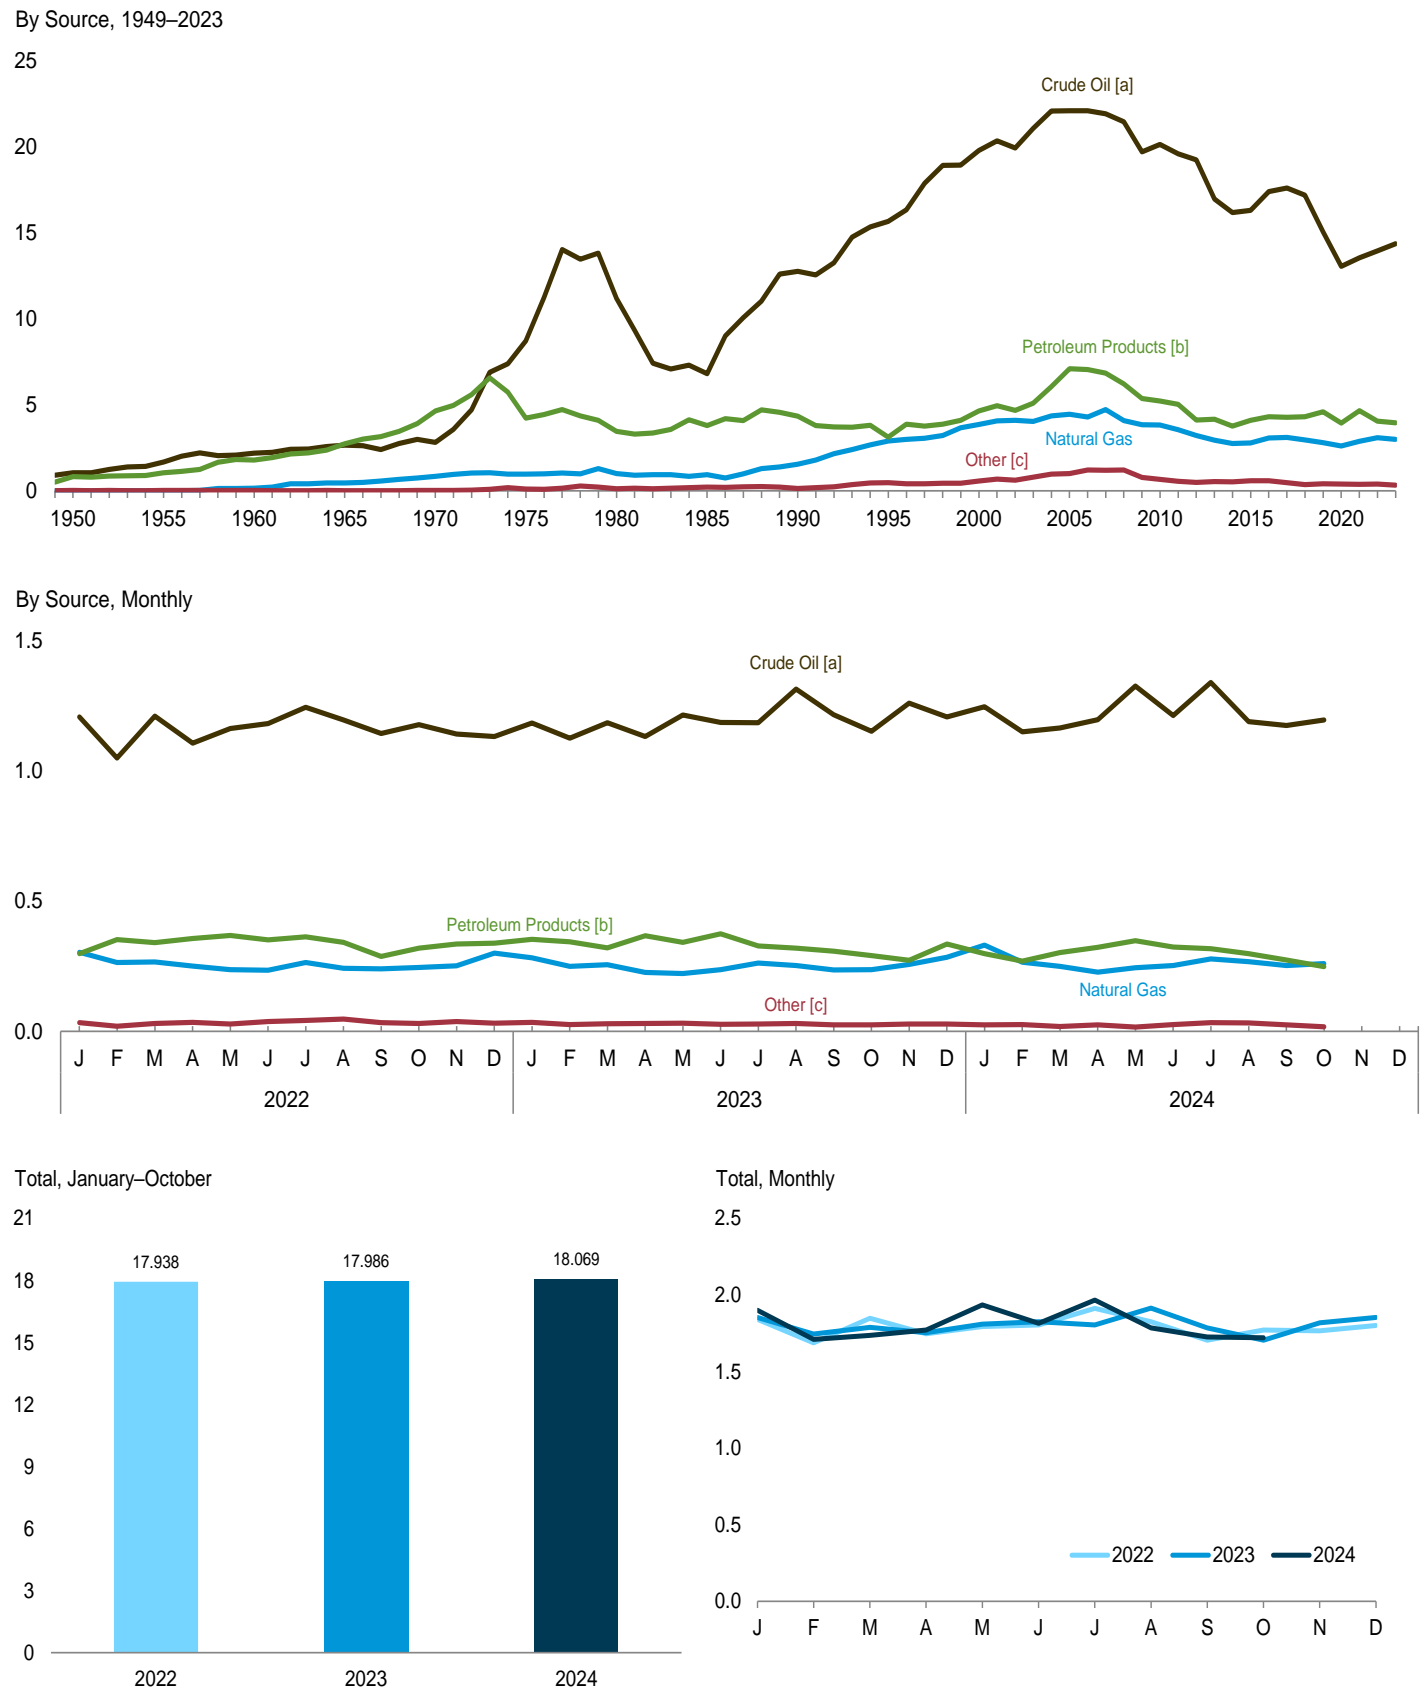 By Source, 1949–2023
25
Crude Oil [a]
20
15
10
Petroleum Products [b]
5
Natural Gas
Other [c]
0
1950 1955 1960 1965 1970 1975 1980 1985 1990 1995 2000 2005 2010 2015 2020
By Source, Monthly
1.5
Crude Oil [a]
1.0
0.5
Petroleum Products [b]
Natural Gas
Other [c]
0.0
J F M A M J J A S O N D J F M A M J J A S O N D J F M A M J J A S O N D
2022 2023 2024
Total, January–October
21
17.938 17.986 18.069
18
15
12
9
6
3
0
2022 2023 2024
Total, Monthly
2.5
2.0
1.5
1.0
0.5
2022 2023 2024
0.0
J F M A M J J A S O N D